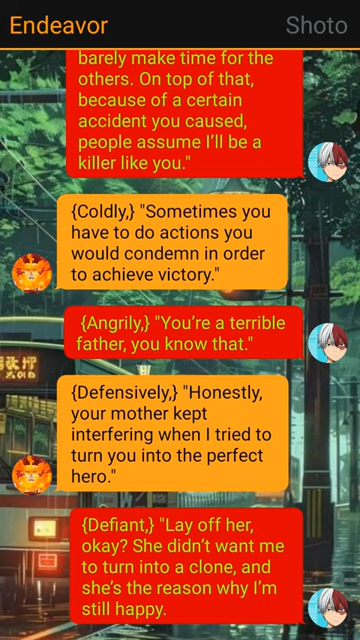 Endeavor
Shoto
barely make time for the
others. On top of that,
because of a certain
accident you caused,
people assume I’ll be a
killer like you."
{Coldly,} "Sometimes you
have to do actions you
would condemn in order
to achieve victory."
{Angrily,} "You’re a terrible
father, you know that."
{Defensively,} "Honestly,
your mother kept
interfering when I tried to
turn you into the perfect
hero."
{Defiant,} "Lay off her,
okay? She didn’t want me
to turn into a clone, and
she’s the reason why I’m
still happy.